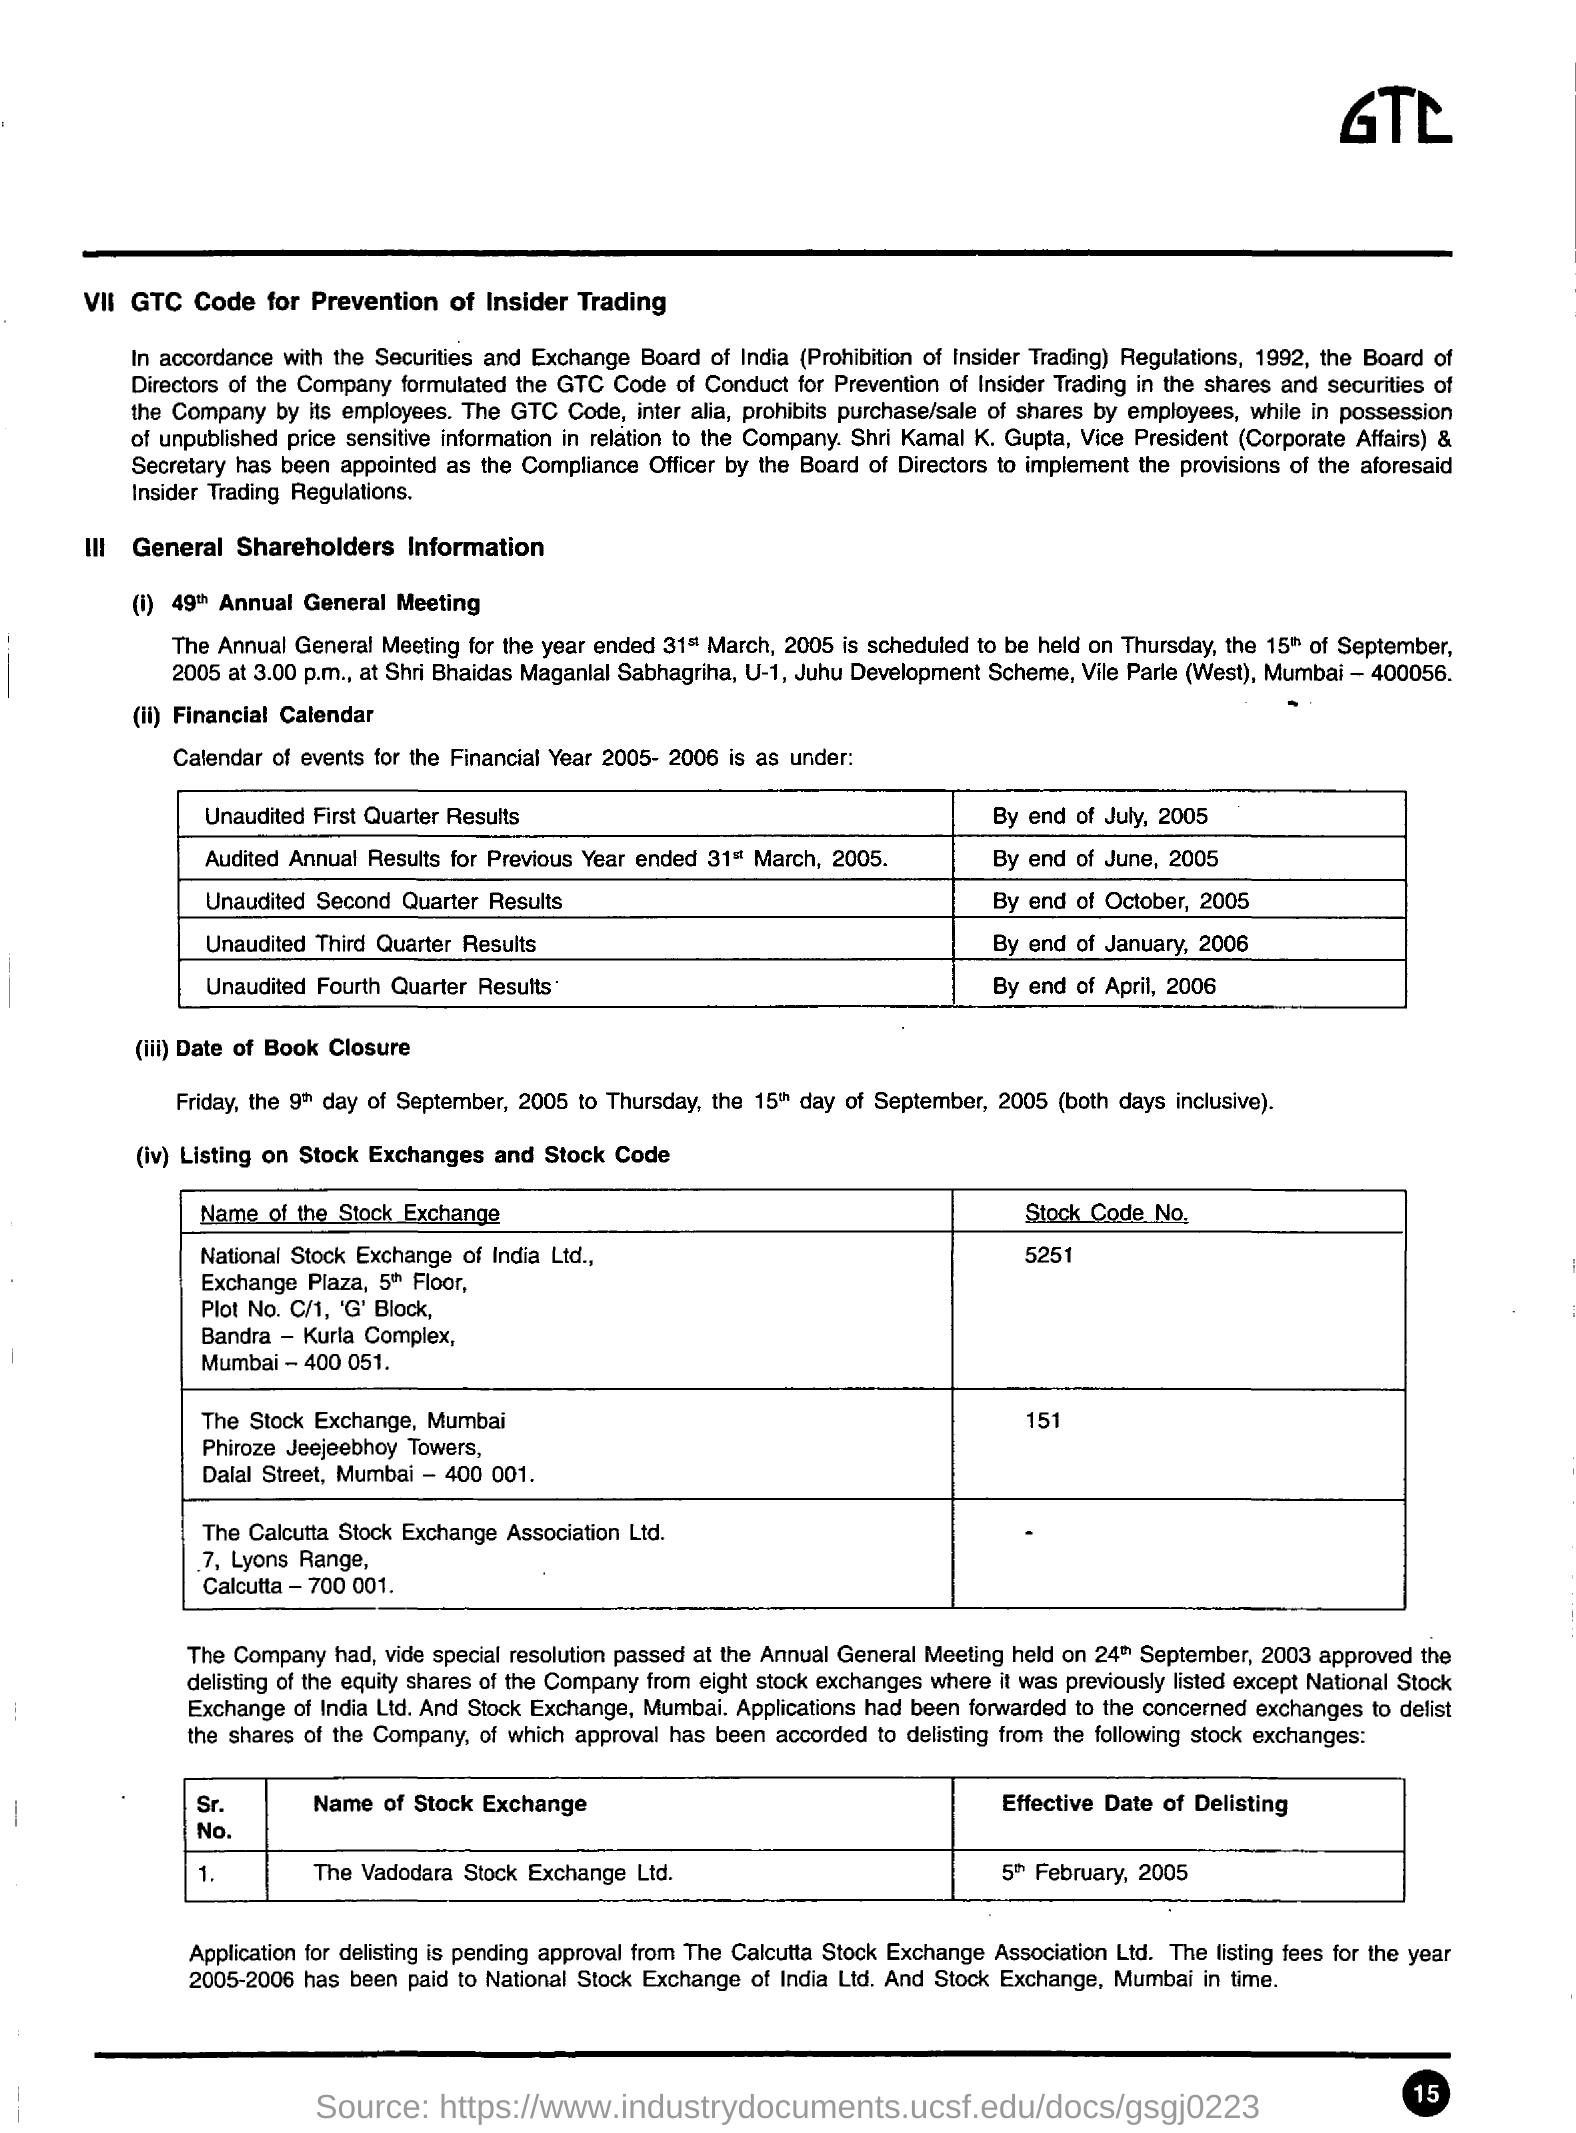 GTC
VII GTC Code for Prevention of Insider Trading
In accordance with the Securities and Exchange Board of India (Prohibition of Insider Trading) Regulations, 1992, the Board of
Directors of the Company formulated the GTC Code of Conduct for Prevention of Insider Trading in the shares and securities of
the Company by its employees. The GTC Code, inter alia, prohibits purchase/sale of shares by employees, while in possession
of unpublished price sensitive information in relation to the Company. Shri Kamal K. Gupta, Vice President (Corporate Affairs) &
Secretary has been appointed as the Compliance Officer by the Board of Directors to implement the provisions of the aforesaid
Insider Trading Regulations.
III General Shareholders Information
(i) 49th Annual General Meeting
The Annual General Meeting for the year ended 31st March, 2005 is scheduled to be held on Thursday, the 15th of September,
2005 at 3.00 p.m., at Shri Bhaidas Maganlal Sabhagriha, U-1, Juhu Development Scheme, Vile Parle (West), Mumbai – 400056.
(ii) Financial Calendar
Calendar of events for the Financial Year 2005- 2006 is as under:
Unaudited First Quarter Results By end of July, 2005
Audited Annual Results for Previous Year ended 31st March, 2005. By end of June, 2005
Unaudited Second Quarter Results By end of October, 2005
Unaudited Third Quarter Results By end of January, 2006
Unaudited Fourth Quarter Results By end of April, 2006
(iii) Date of Book Closure
Friday, the 9th day of September, 2005 to Thursday, the 15th day of September, 2005 (both days inclusive).
(iv) Listing on Stock Exchanges and Stock Code
Name of the Stock Exchange Stock Code No.
National Stock Exchange of India Ltd., 5251
Exchange Plaza, 5th Floor,
Plot No. C/1, 'G' Block,
Bandra – Kurla Complex,
Mumbai – 400 051.
The Stock Exchange, Mumbai 151
Phiroze Jeejeebhoy Towers,
Dalal Street, Mumbai – 400 001.
The Calcutta Stock Exchange Association Ltd. -
7, Lyons Range,
Calcutta – 700 001.
The Company had, vide special resolution passed at the Annual General Meeting held on 24th September, 2003 approved the
delisting of the equity shares of the Company from eight stock exchanges where it was previously listed except National Stock
Exchange of India Ltd. And Stock Exchange, Mumbai. Applications had been forwarded to the concerned exchanges to delist
the shares of the Company, of which approval has been accorded to delisting from the following stock exchanges:
Sr. Name of Stock Exchange Effective Date of Delisting
No.
1. The Vadodara Stock Exchange Ltd. 5th February, 2005
Application for delisting is pending approval from The Calcutta Stock Exchange Association Ltd. The listing fees for the year
2005-2006 has been paid to National Stock Exchange of India Ltd. And Stock Exchange, Mumbai in time.
15
Source: https://www.industrydocuments.ucsf.edu/docs/gsgj0223